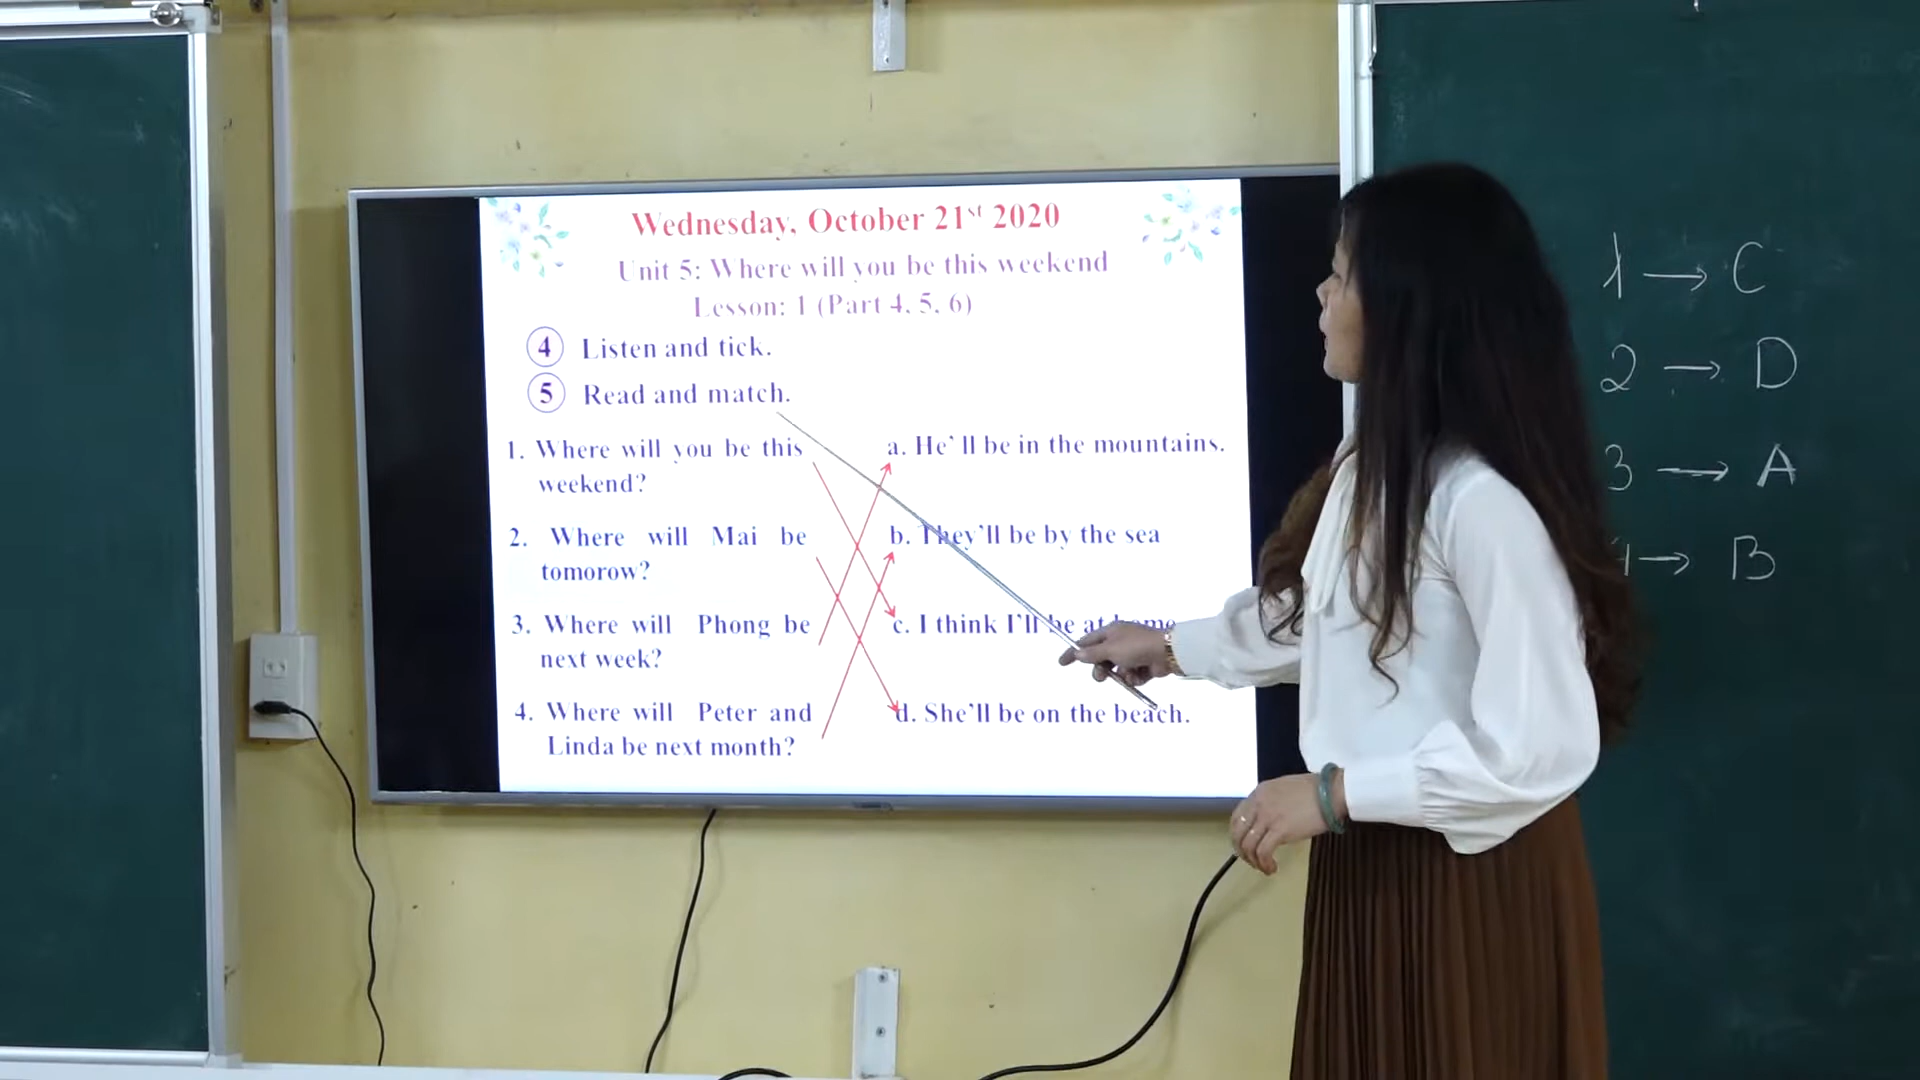 Wednesday, October 21st 2020
Unit 5: Where will you be this weekend
Lesson: 1 (Part 4, 5, 6)
4 Listen and tick.
5 Read and match.
1. Where will you be this
weekend?
2. Where will Mai be
tomorow?
3. Where will Phong be
next week?
4. Where will Peter and
Linda be next month?
a. He'll be in the mountains.
b. They'll be by the sea
c. I think I'll be at home
d. She'll be on the beach.
1 → C
2 → D
3 → A
4 → B